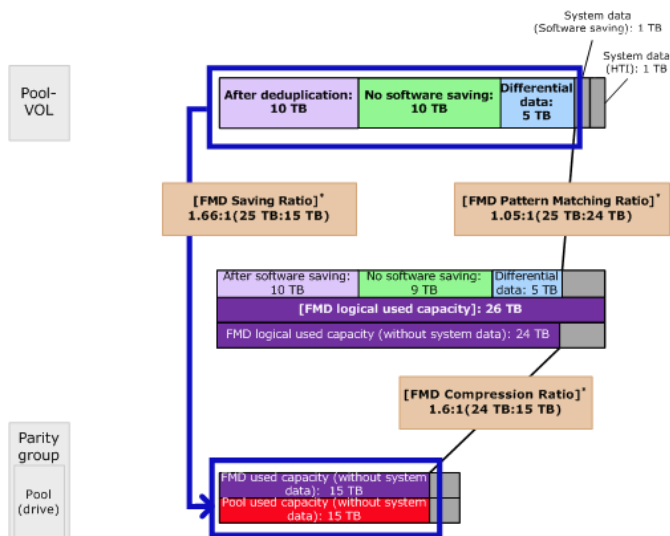 System data
(Software saving): 1 TB
System data
(HTI): 1 TB
Pool-
VOL
After deduplication:
10 TB
No software saving:
10 TB
Differential
data:
5 TB
[FMD Saving Ratio]*
1.66:1(25 TB:15 TB)
[FMD Pattern Matching Ratio]*
1.05:1(25 TB:24 TB)
After software saving:
10 TB
No software saving:
9 TB
Differential
data: 5 TB
[FMD logical used capacity]: 26 TB
FMD logical used capacity (without system data): 24 TB
[FMD Compression Ratio]*
1.6:1(24 TB:15 TB)
Parity
group
Pool
(drive)
FMD used capacity (without system
data): 15 TB
Pool used capacity (without system
data): 15 TB